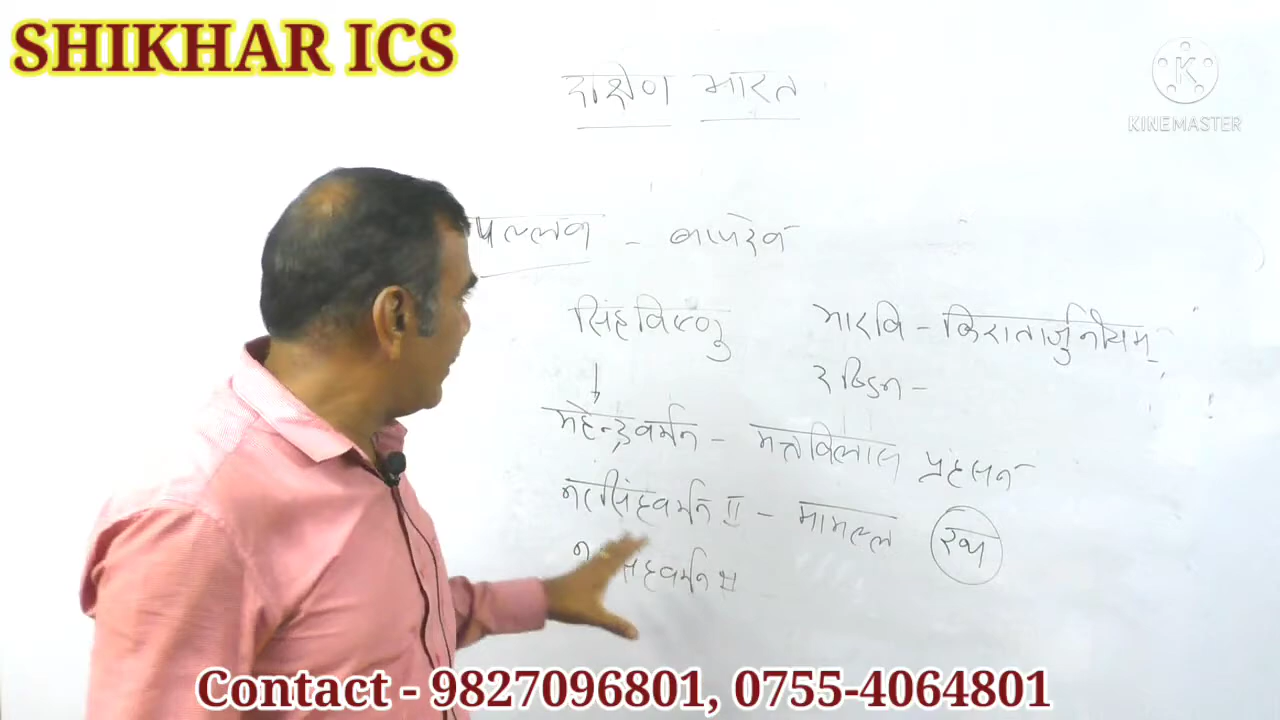 SHIKHAR ICS
KINEMASTER
दक्षिण भारत
पल्लव -
सिंहविष्णु
भारवि - किरातार्जुनीयम्
दण्डिन -
महेन्द्रवर्मन - मत्तविलास प्रहसन
नरसिंहवर्मन II - मामल्ल रथ
Contact - 9827096801, 0755-4064801